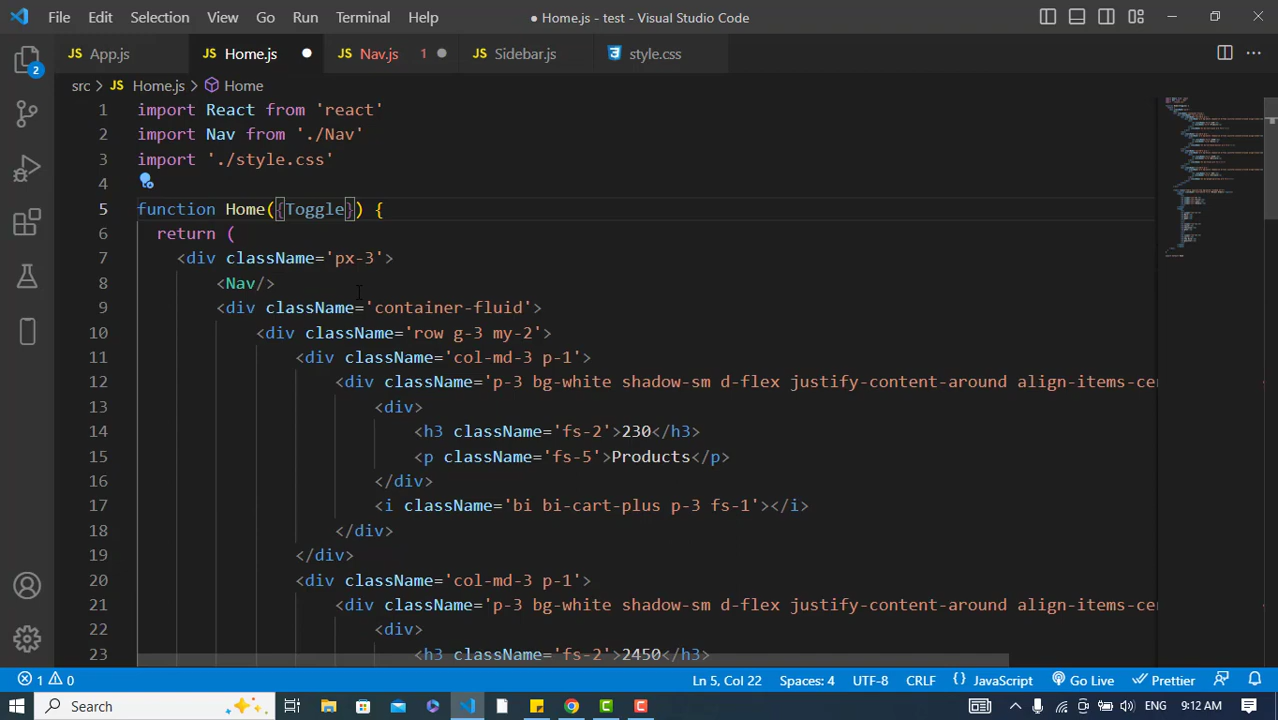 File Edit Selection View Go Run Terminal Help
● Home.js - test - Visual Studio Code
JS App.js JS Home.js ● JS Nav.js 1 ● JS Sidebar.js style.css
src > JS Home.js > Home
1 import React from 'react'
2 import Nav from './Nav'
3 import './style.css'
4
5 function Home({Toggle}) {
6 return (
7 <div className='px-3'>
8 <Nav/>
9 <div className='container-fluid'>
10 <div className='row g-3 my-2'>
11 <div className='col-md-3 p-1'>
12 <div className='p-3 bg-white shadow-sm d-flex justify-content-around align-items-cen
13 <div>
14 <h3 className='fs-2'>230</h3>
15 <p className='fs-5'>Products</p>
16 </div>
17 <i className='bi bi-cart-plus p-3 fs-1'></i>
18 </div>
19 </div>
20 <div className='col-md-3 p-1'>
21 <div className='p-3 bg-white shadow-sm d-flex justify-content-around align-items-cen
22 <div>
23 <h3 className='fs-2'>2450</h3>
2
1 0 Ln 5, Col 22 Spaces: 4 UTF-8 CRLF {} JavaScript Go Live Prettier
Search ENG 9:12 AM